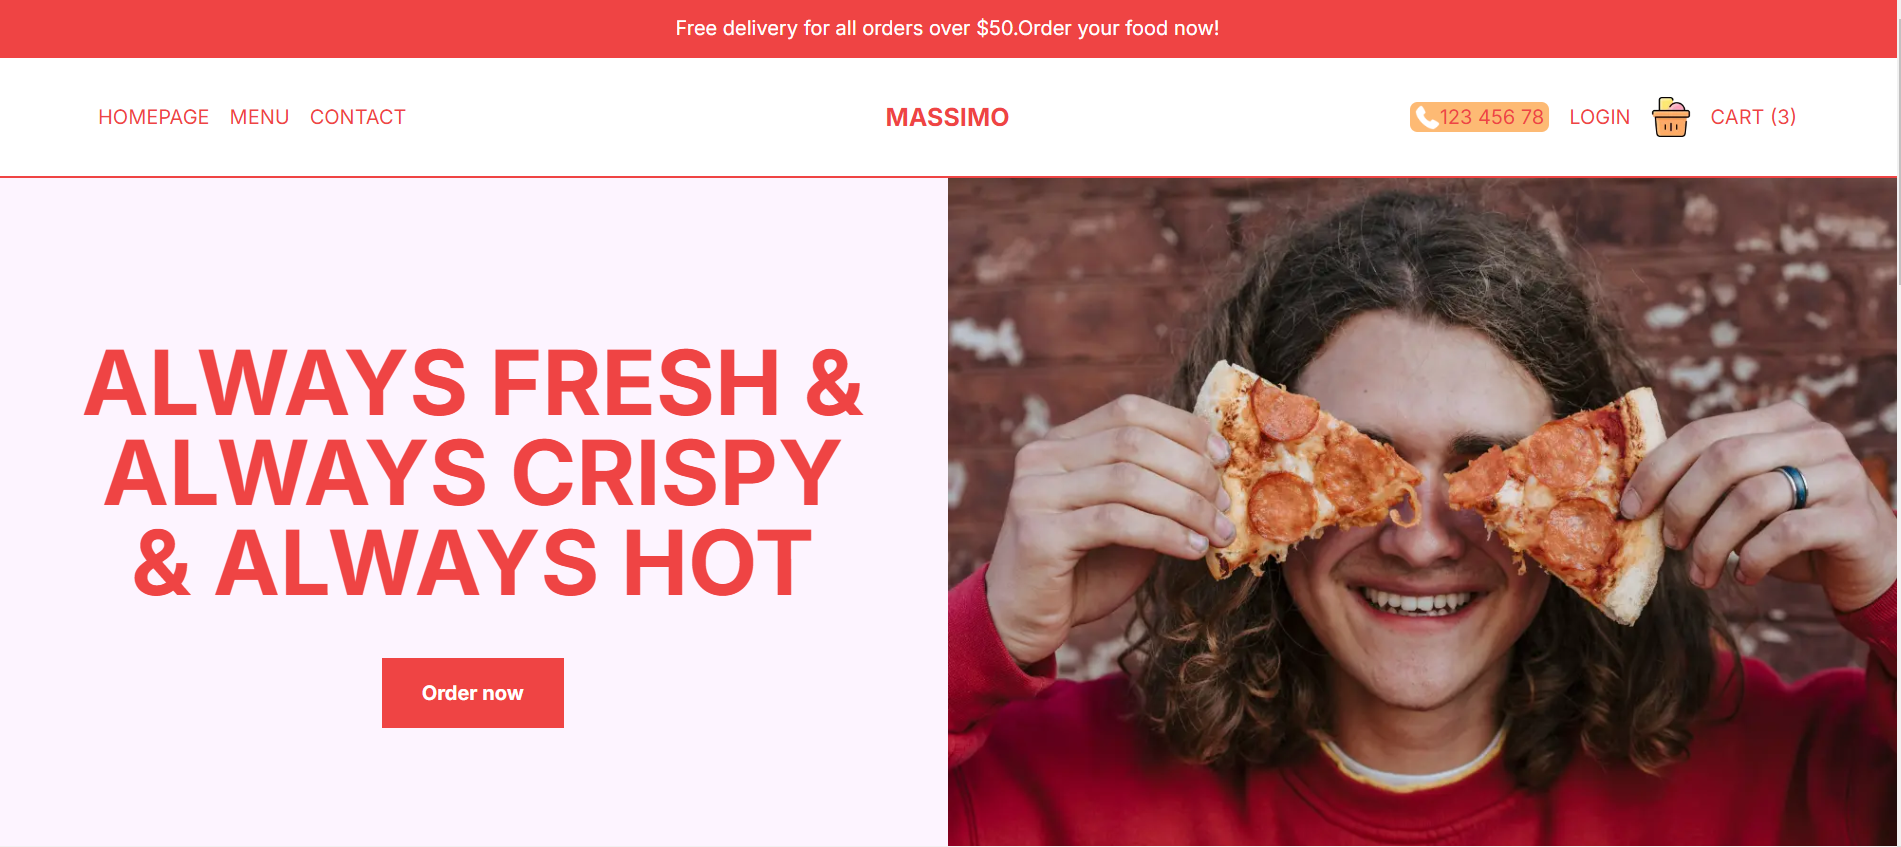 Free delivery for all orders over $50.Order your food now!
HOMEPAGE MENU CONTACT MASSIMO 123 456 78 LOGIN CART (3)
ALWAYS FRESH &
ALWAYS CRISPY
& ALWAYS HOT
Order now